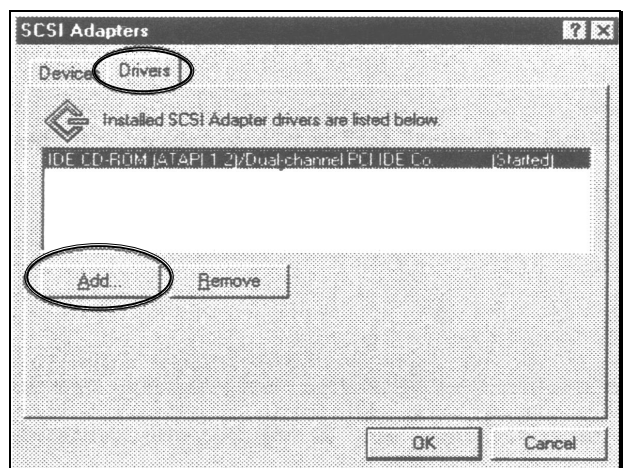 SCSI Adapters
Devices Drivers
Installed SCSI Adapter drivers are listed below.
IDE CD-ROM (ATAPI 1.2)/Dual-channel PCI IDE Co... (Started)
Add... Remove
OK Cancel